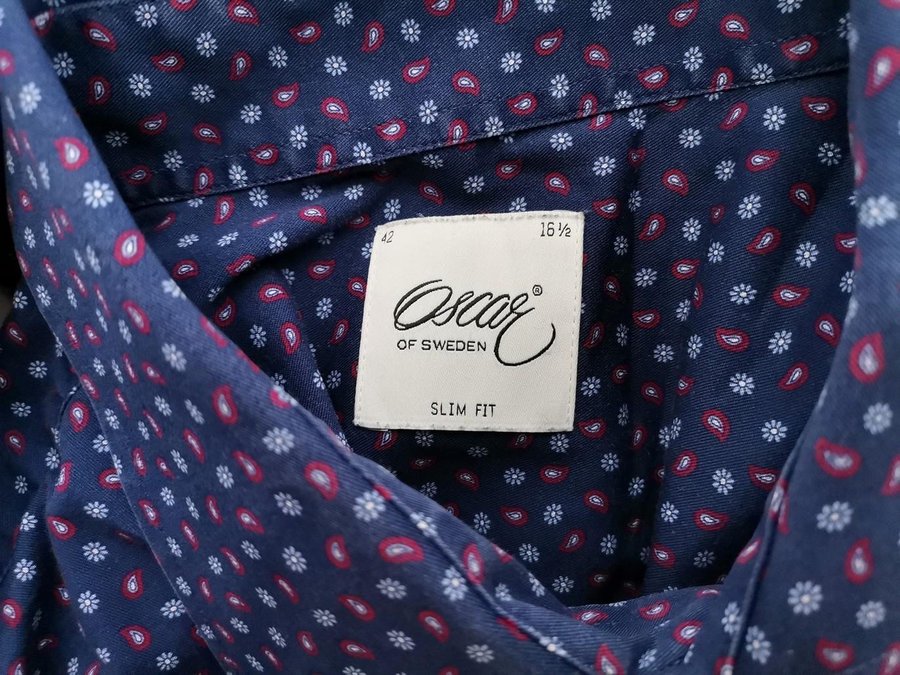 42 16½
Oscar®
OF SWEDEN
SLIM FIT